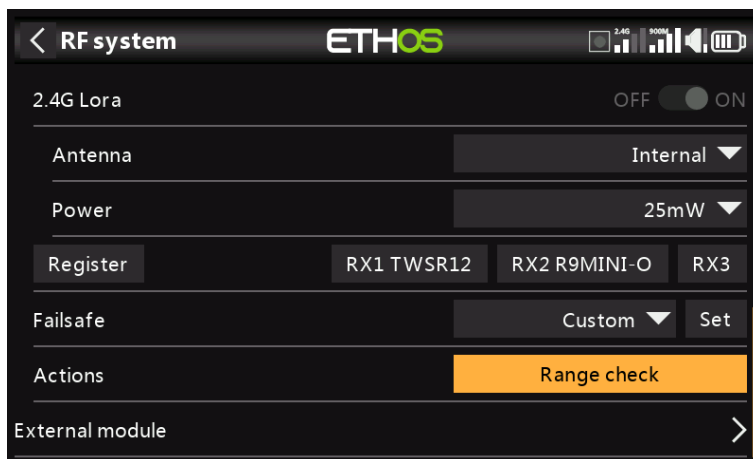 RF system ETHOS 2.4G 900M
2.4G Lora OFF ON
Antenna Internal
Power 25mW
Register RX1 TWSR12 RX2 R9MINI-O RX3
Failsafe Custom Set
Actions Range check
External module